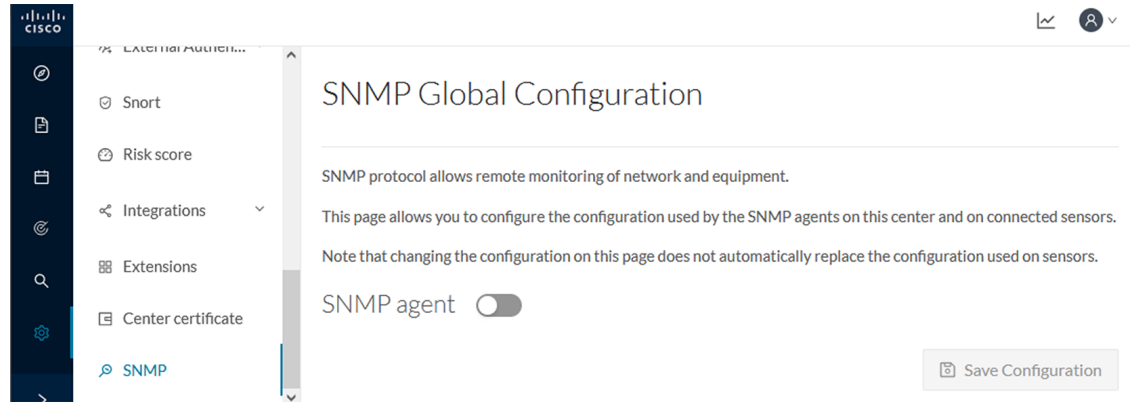 CISCO
External Authen...
Snort
Risk score
Integrations
Extensions
Center certificate
SNMP
SNMP Global Configuration
SNMP protocol allows remote monitoring of network and equipment.
This page allows you to configure the configuration used by the SNMP agents on this center and on connected sensors.
Note that changing the configuration on this page does not automatically replace the configuration used on sensors.
SNMP agent
Save Configuration